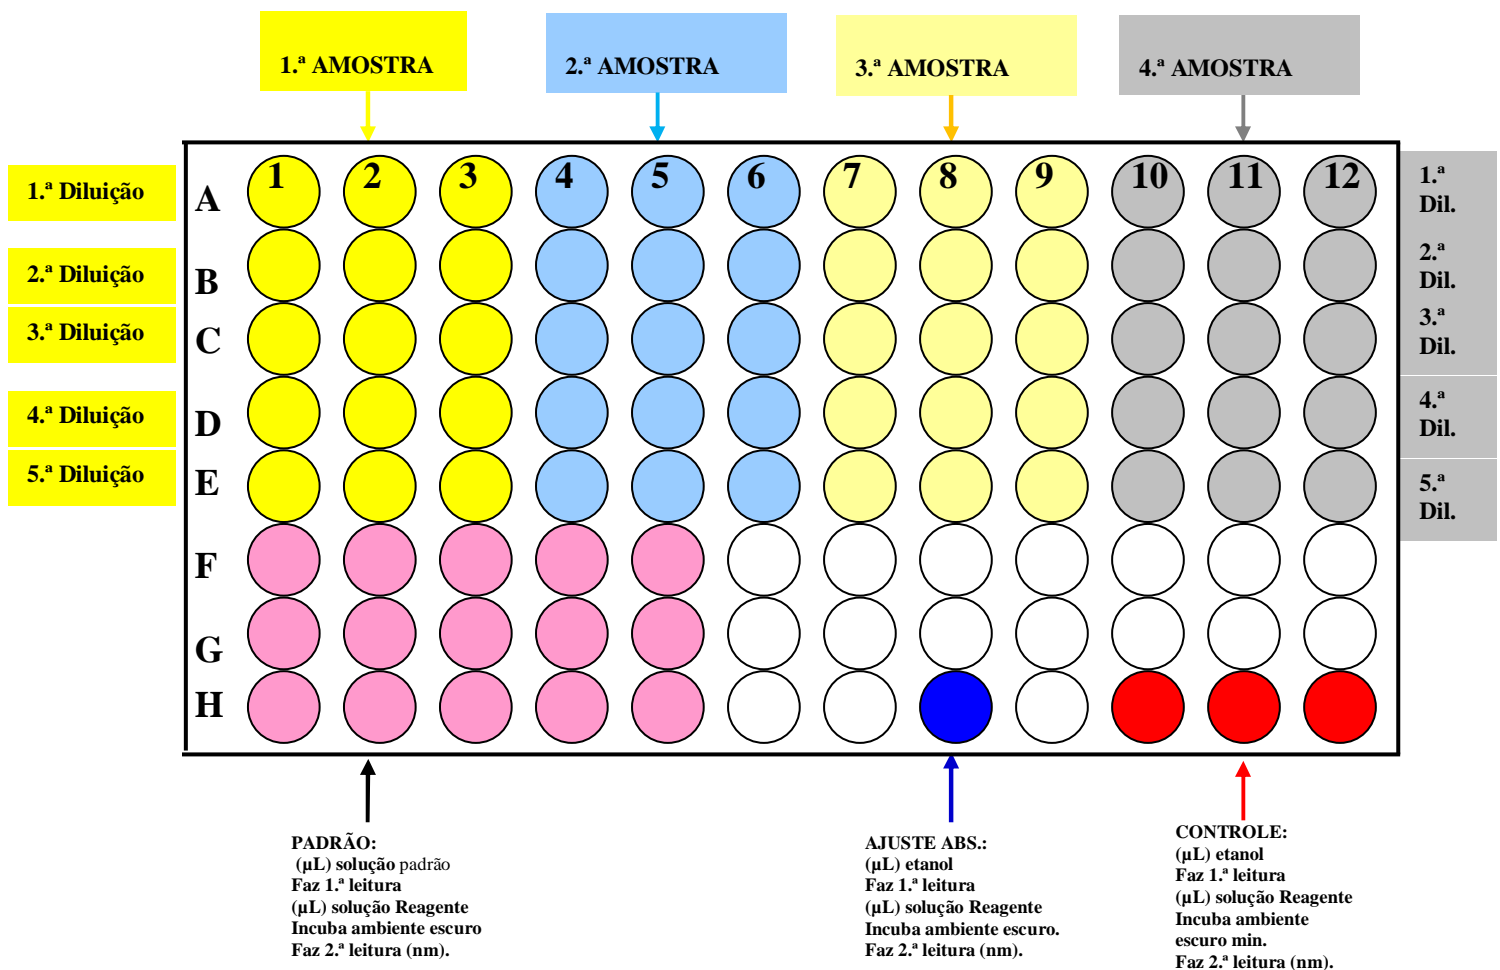 1.ª AMOSTRA
2.ª AMOSTRA
3.ª AMOSTRA
4.ª AMOSTRA
1 2 3 4 5 6 7 8 9 10 11 12
1.ª Diluição
A
1.ª
Dil.
2.ª Diluição
B
2.ª
Dil.
3.ª Diluição
C
3.ª
Dil.
4.ª Diluição
D
4.ª
Dil.
5.ª Diluição
E
5.ª
Dil.
F
G
H
PADRÃO:
(µL) solução padrão
Faz 1.ª leitura
(µL) solução Reagente
Incuba ambiente escuro
Faz 2.ª leitura (nm).
AJUSTE ABS.:
(µL) etanol
Faz 1.ª leitura
(µL) solução Reagente
Incuba ambiente escuro.
Faz 2.ª leitura (nm).
CONTROLE:
(µL) etanol
Faz 1.ª leitura
(µL) solução Reagente
Incuba ambiente
escuro min.
Faz 2.ª leitura (nm).